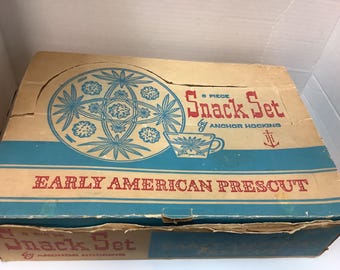 8 PIECE
Snack Set
by ANCHOR HOCKING
EARLY AMERICAN PRESCUT
Snack Set
by ANCHOR HOCKING